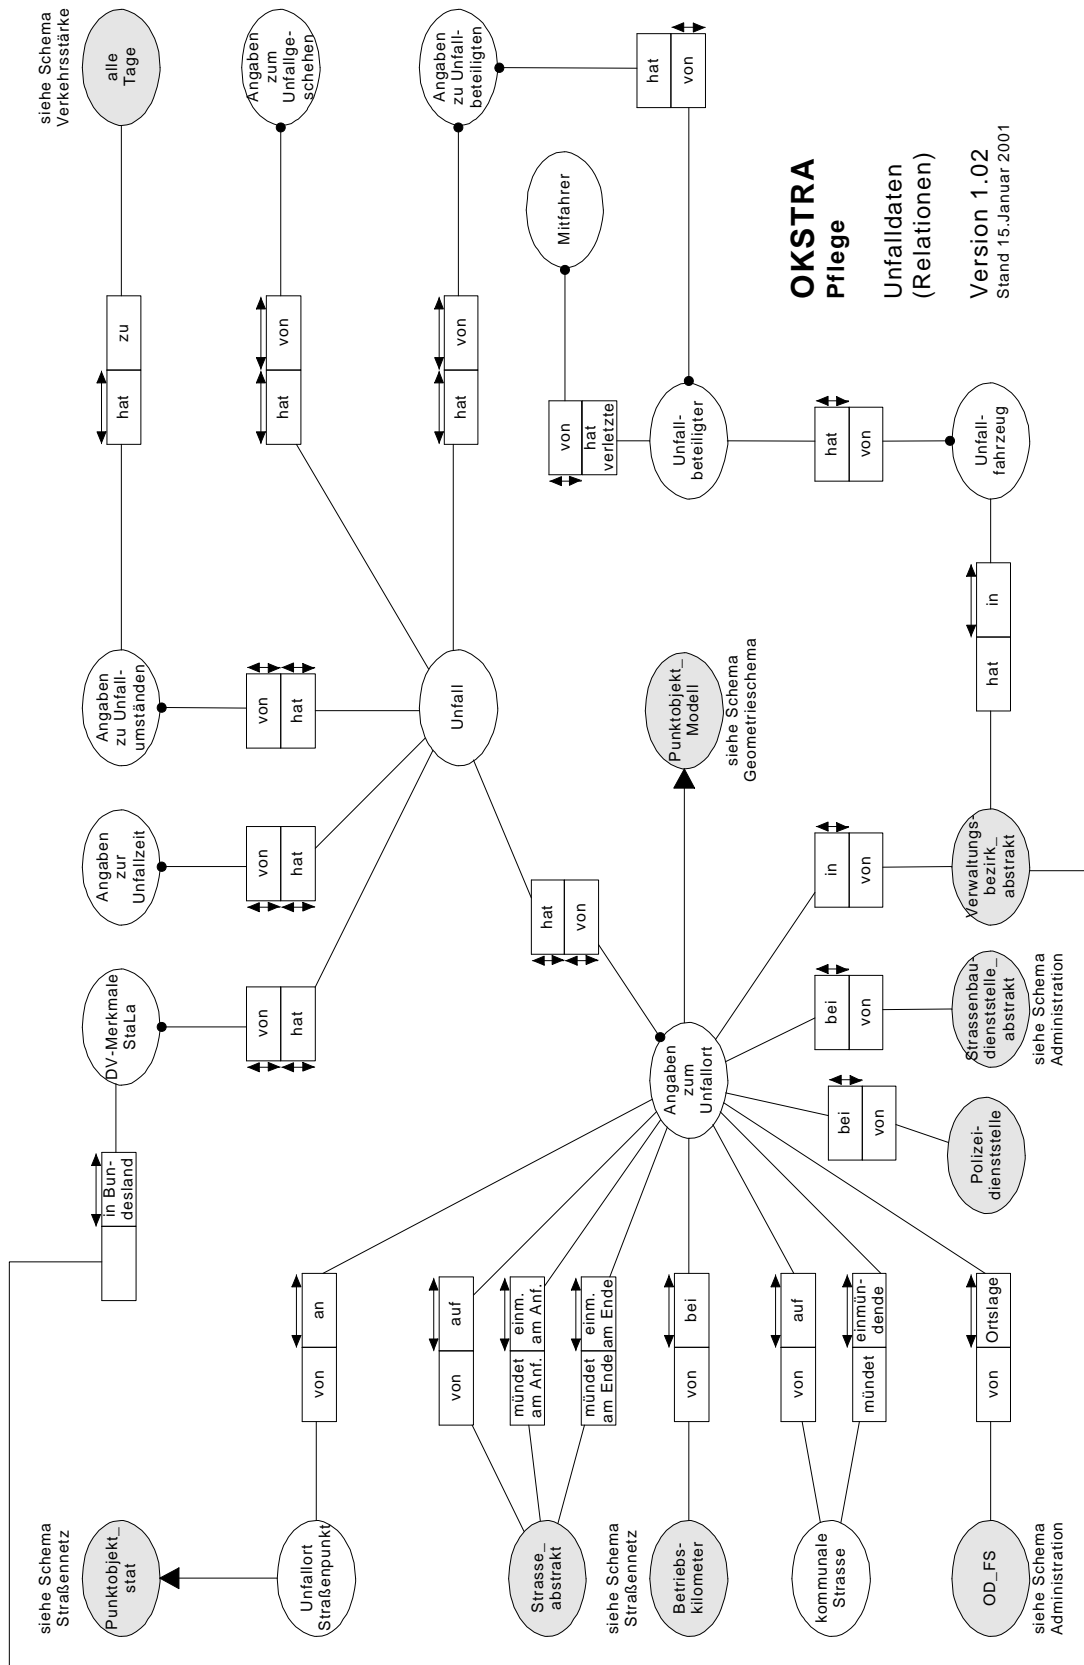 siehe Schema
Verkehrsstärke
alle
Tage
Angaben
zum
Unfallge-
schehen
Angaben
zu Unfall-
beteiligten
hat
von
Mitfahrer
OKSTRA
Pflege
Unfalldaten
(Relationen)
Version 1.02
Stand 15.Januar 2001
hat
zu
hat
von
hat
von
von
hat
verletzte
Unfall-
beteiligter
hat
von
Unfall-
fahrzeug
hat
in
Angaben
zu Unfall-
umständen
von
hat
Unfall
Punktobjekt_
Modell
siehe Schema
Geometrieschema
Angaben
zur
Unfallzeit
von
hat
hat
von
in
von
Verwaltungs-
bezirk_
abstrakt
DV-Merkmale
StaLa
von
hat
Angaben
zum
Unfallort
bei
von
Strassenbau-
dienststelle_
abstrakt
siehe Schema
Administration
bei
von
Polizei-
dienststelle
in Bun-
desland
von
an
von
auf
mündet
am Anf.
einm.
am Anf.
mündet
am Ende
einm.
am Ende
von
bei
von
auf
mündet
einmün-
dende
von
Ortslage
siehe Schema
Straßennetz
Punktobjekt_
stat
Unfallort
Straßenpunkt
Strasse_
abstrakt
siehe Schema
Straßennetz
Betriebs-
kilometer
kommunale
Strasse
OD_FS
siehe Schema
Administration